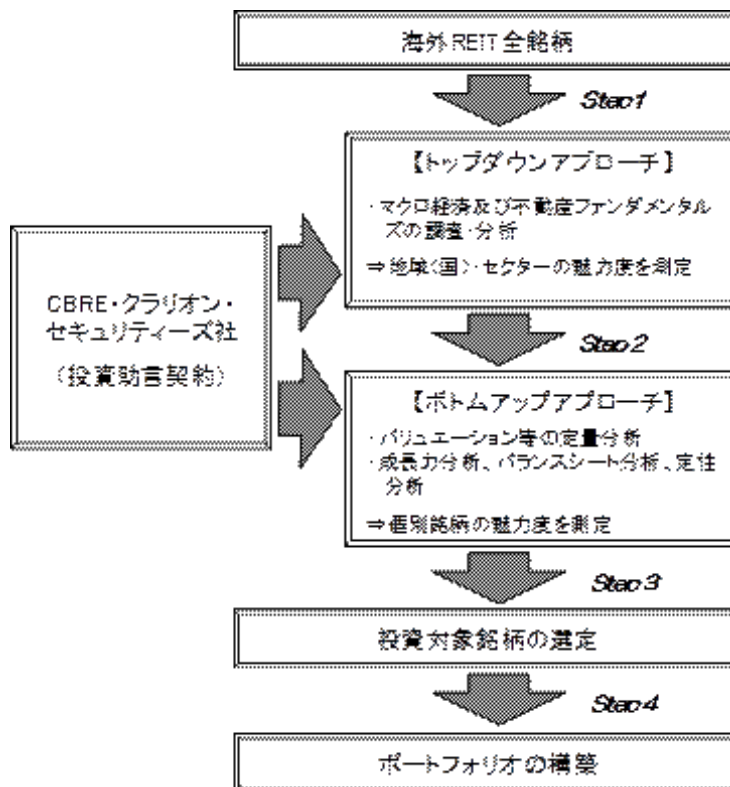 海外REIT全銘柄
Step1
【トップダウンアプローチ】
・マクロ経済及び不動産ファンダメンタル
ズの調査・分析
⇒地域(国)・セクターの魅力度を測定
CBRE・クラリオン・
セキュリティーズ社
(投資助言契約)
Step2
【ボトムアップアプローチ】
・バリュエーション等の定量分析
・成長力分析、バランスシート分析、定性
分析
⇒個別銘柄の魅力度を測定
Step3
投資対象銘柄の選定
Step4
ポートフォリオの構築